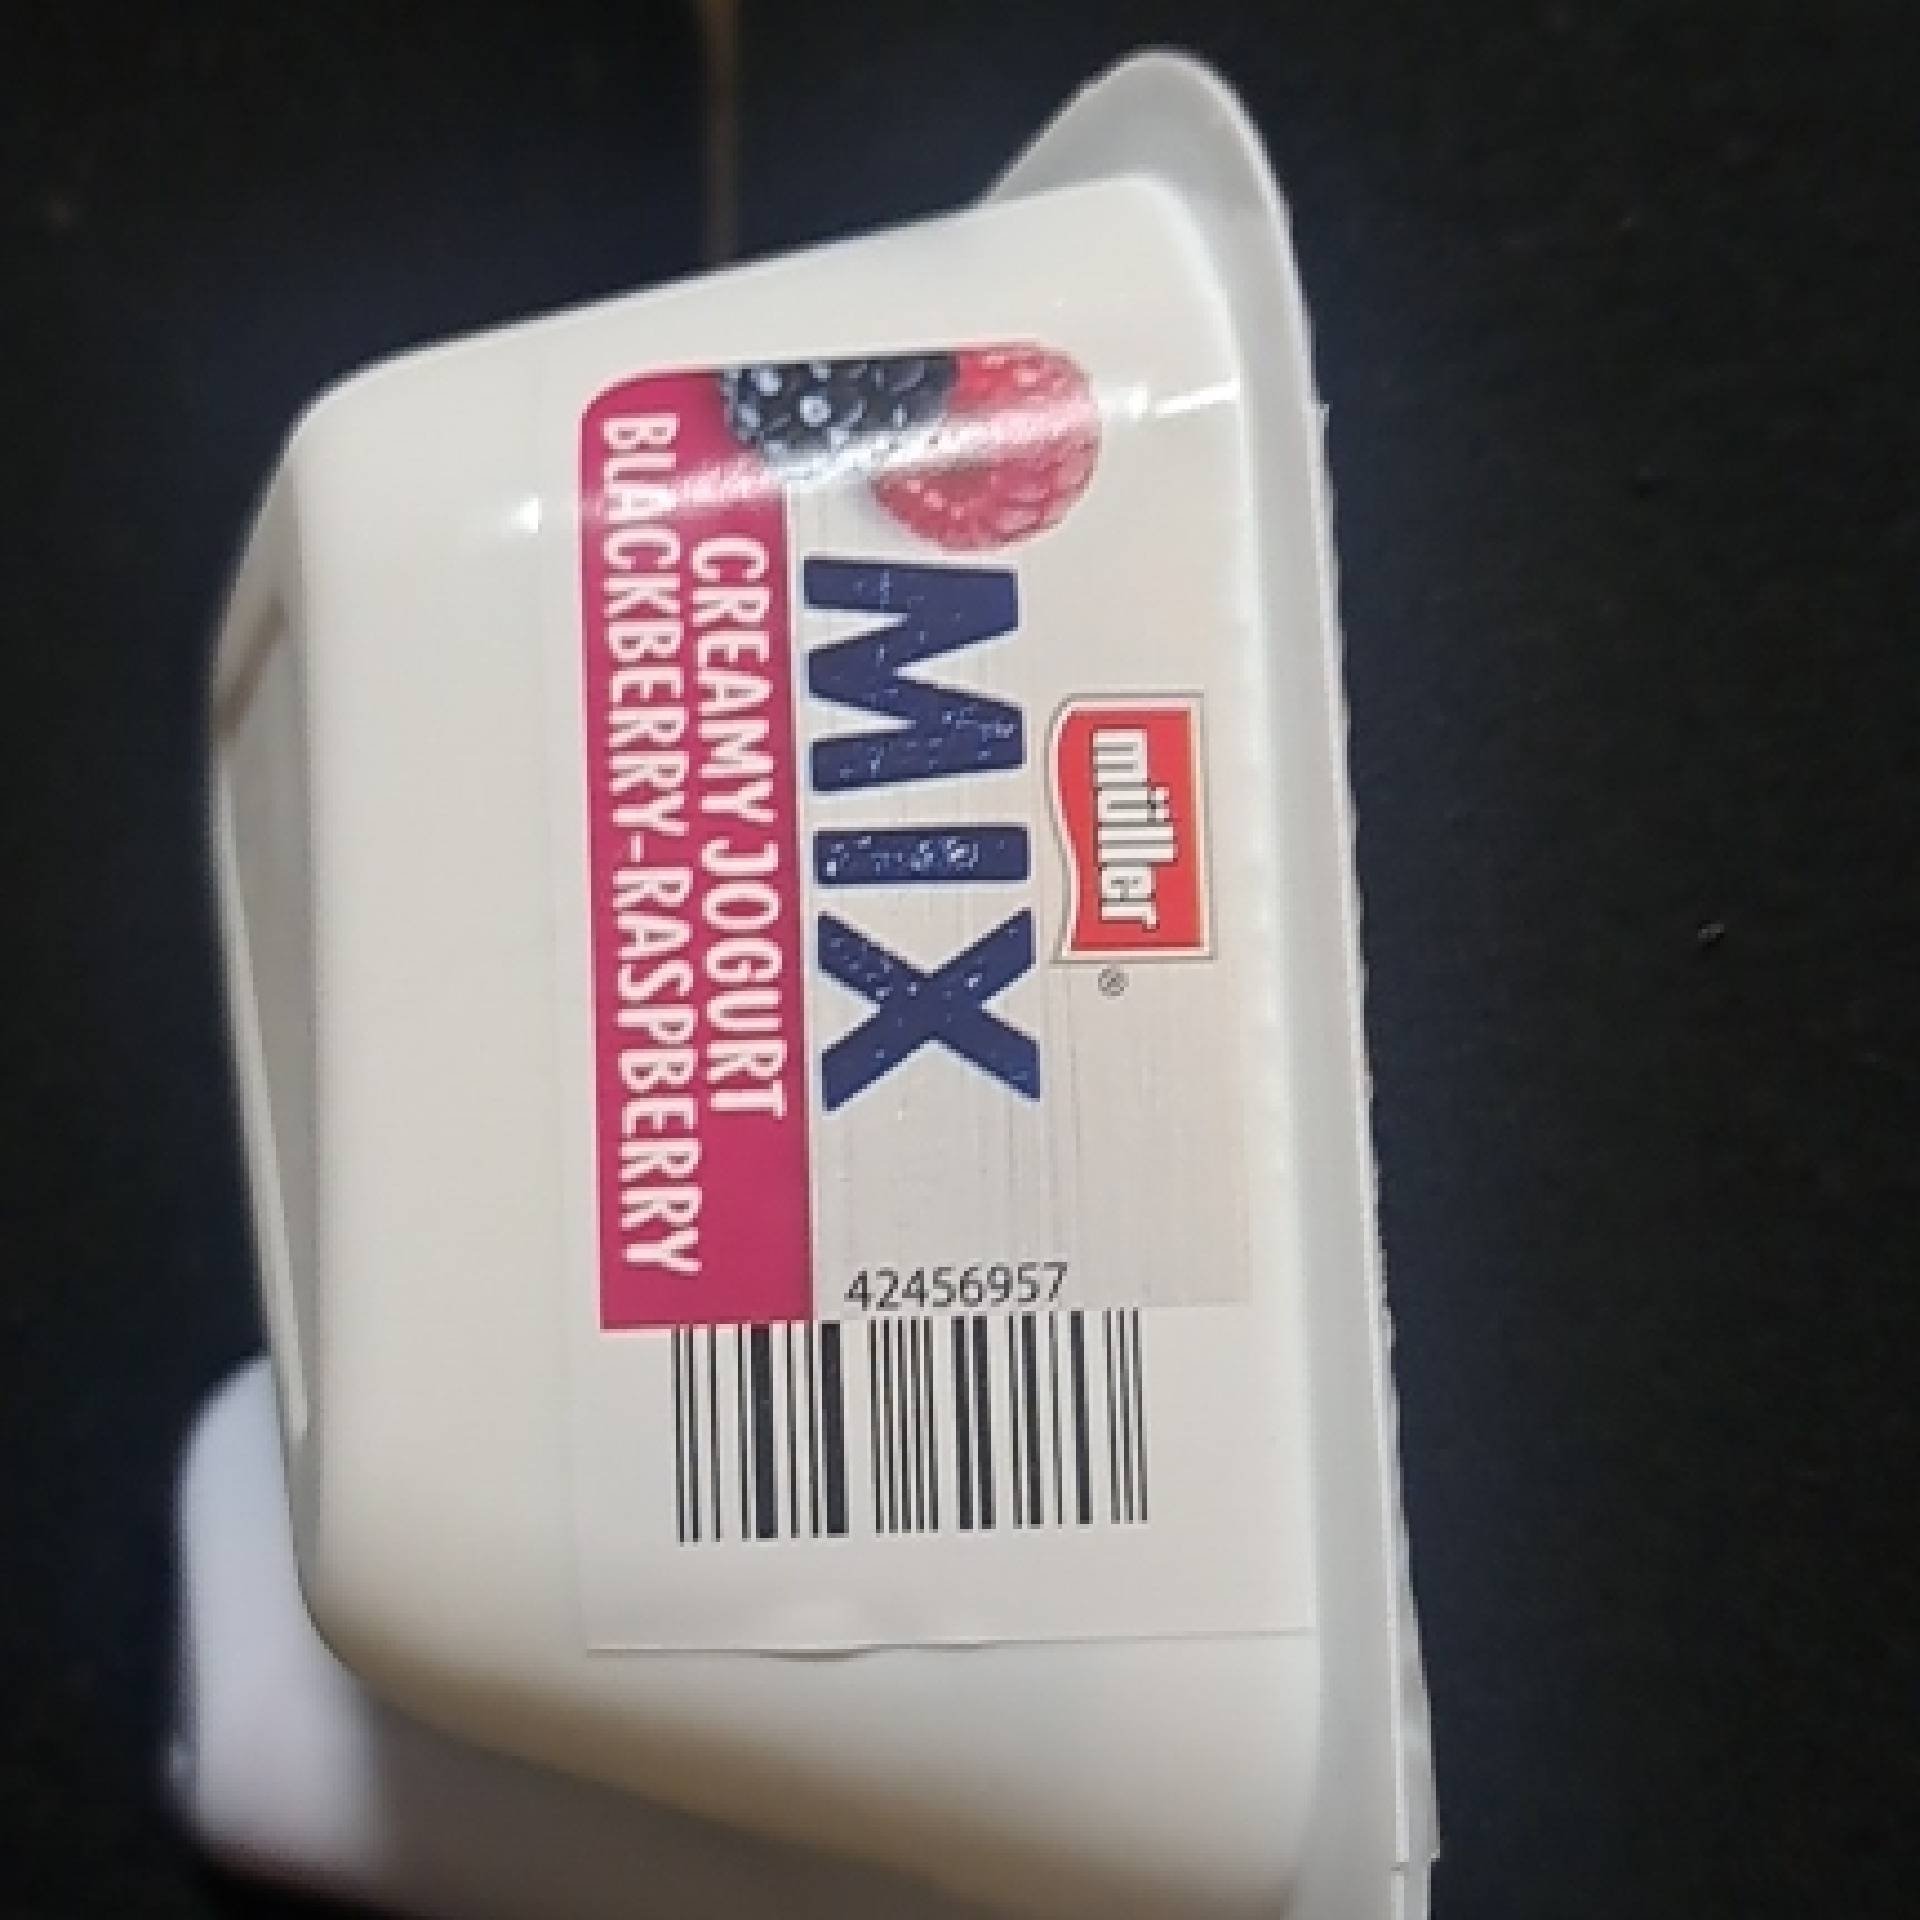 müller®
MIX
CREAMY JOGURT
BLACKBERRY-RASPBERRY
42456957